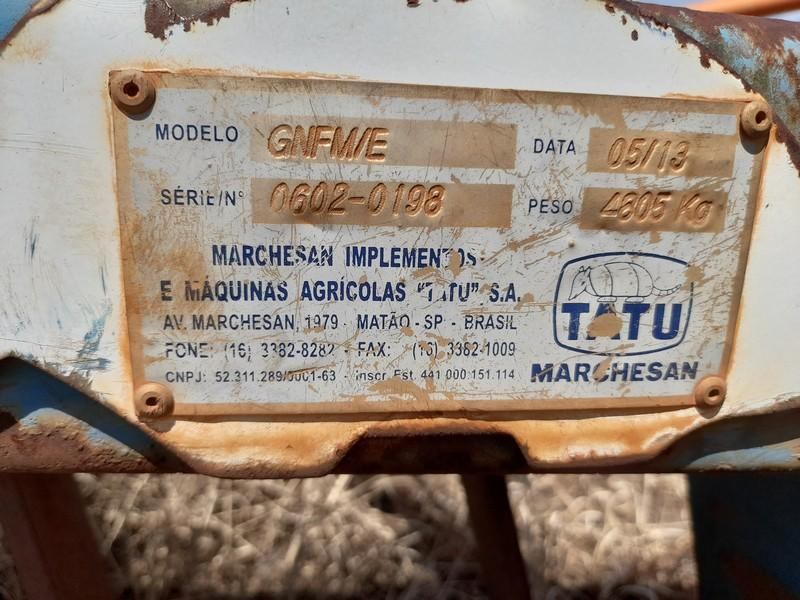 MODELO GNFM/E DATA 05/13
SÉRIE/Nº 0602-0198 PESO 4805 Kg
MARCHESAN IMPLEMENTOS
E MÁQUINAS AGRÍCOLAS "TATU" S.A.
AV. MARCHESAN, 1979 - MATÃO - SP - BRASIL
FONE: (16) 3382-8282 - FAX: (16) 3382-1009
CNPJ: 52.311.289/0001-63 - Inscr. Est. 441.000.151.114
TATU
MARCHESAN